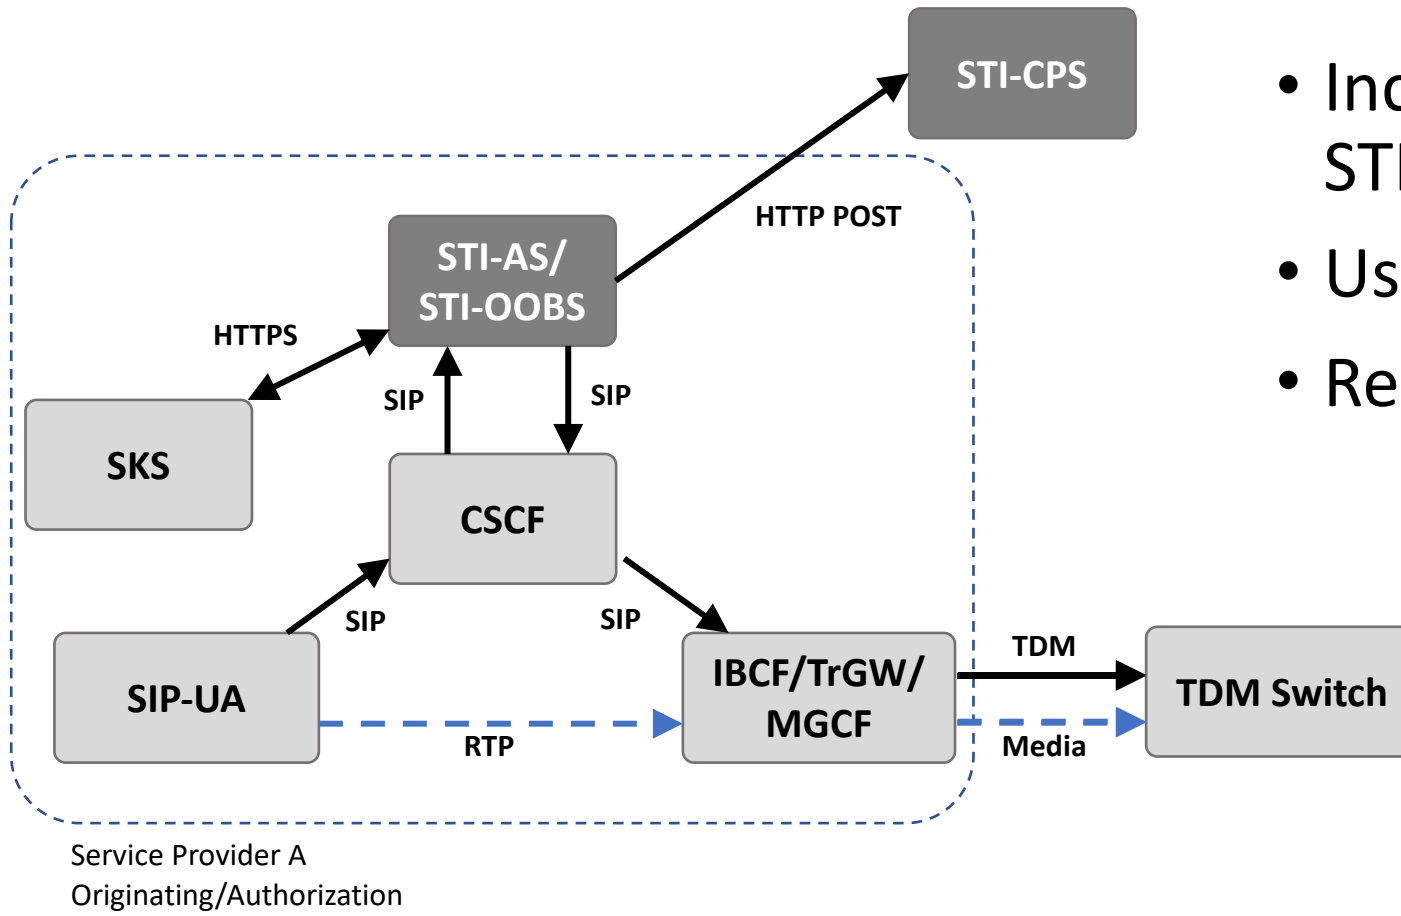 STI-CPS
HTTP POST
STI-AS/
STI-OOBS
HTTPS
SIP
SIP
SKS
CSCF
SIP
SIP
SIP-UA
IBCF/TrGW/
MGCF
TDM
TDM Switch
RTP
Media
Service Provider A
Originating/Authorization